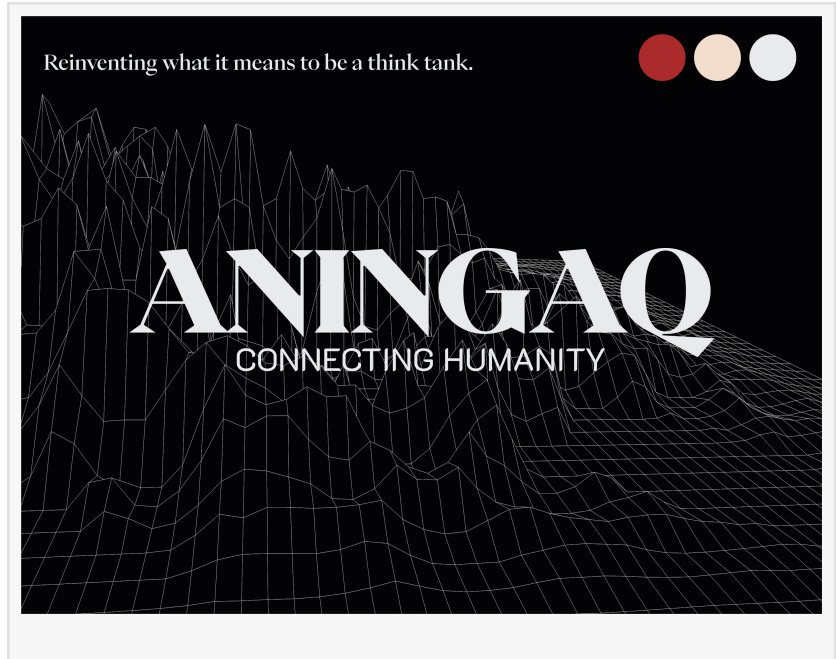 Reinventing what it means to be a think tank.
ANINGAQ
CONNECTING HUMANITY